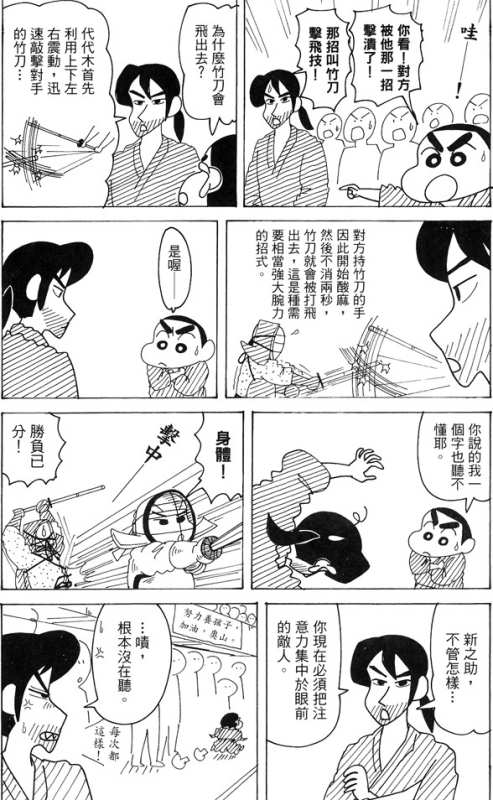 哇！
你看！對方
被他那一招
擊潰了！
那招叫竹刀
擊飛技！
為什麼竹刀會
飛出去？
代代木首先
利用上下左
右震動，迅
速敲擊對手
的竹刀…
對方持竹刀的手
因此開始酸麻，
然後不消兩秒，
竹刀就會被打飛
出去，這是種需
要相當強大腕力
的招式。
是喔—
你說的我一
個字也聽不
懂耶。
身體！
擊中
勝負已
分！
新之助，
不管怎樣…
你現在必須把注
意力集中於眼前
的敵人。
努力養孩子，
加油。奧山。
…嘖，
根本沒在聽。
每次都
這樣！